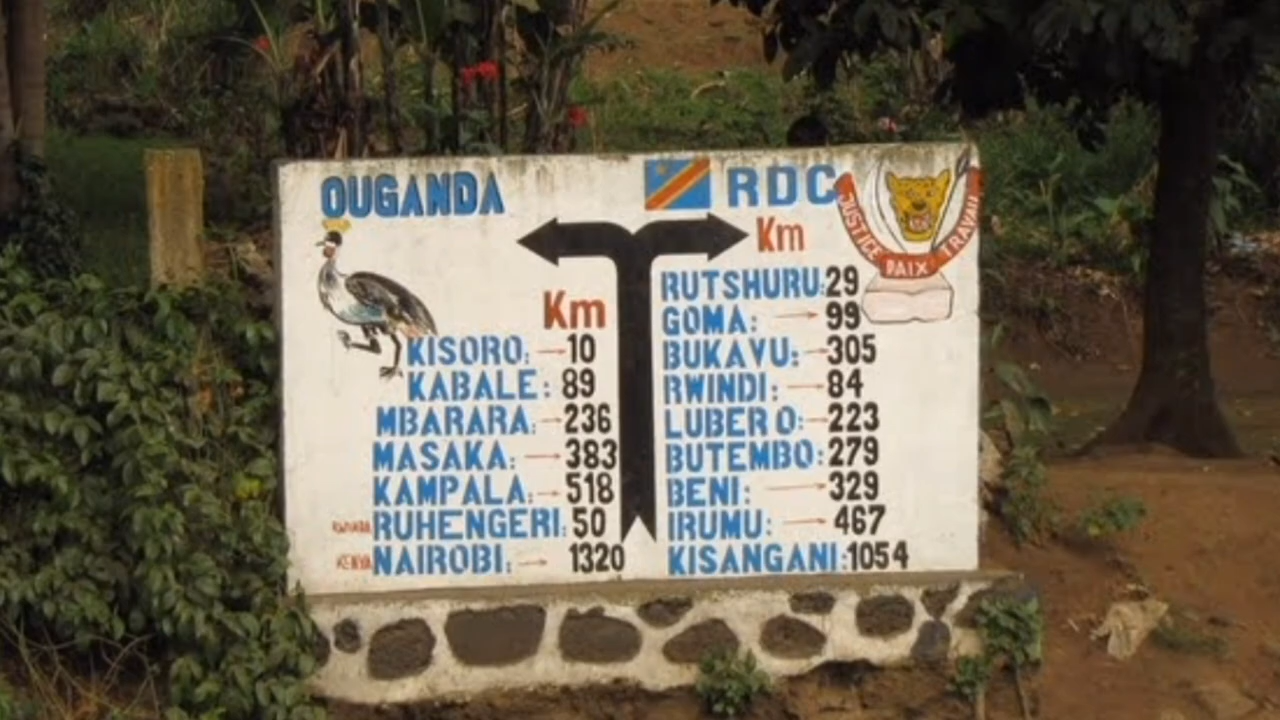 OUGANDA
Km
KISORO: 10
KABALE: 89
MBARARA: 236
MASAKA: 383
KAMPALA: 518
RWANDA RUHENGERI: 50
KENYA NAIROBI: 1320
RDC
Km
JUSTICE PAIX TRAVAIL
RUTSHURU: 29
GOMA: 99
BUKAVU: 305
RWINDI: 84
LUBERO: 223
BUTEMBO: 279
BENI: 329
IRUMU: 467
KISANGANI: 1054